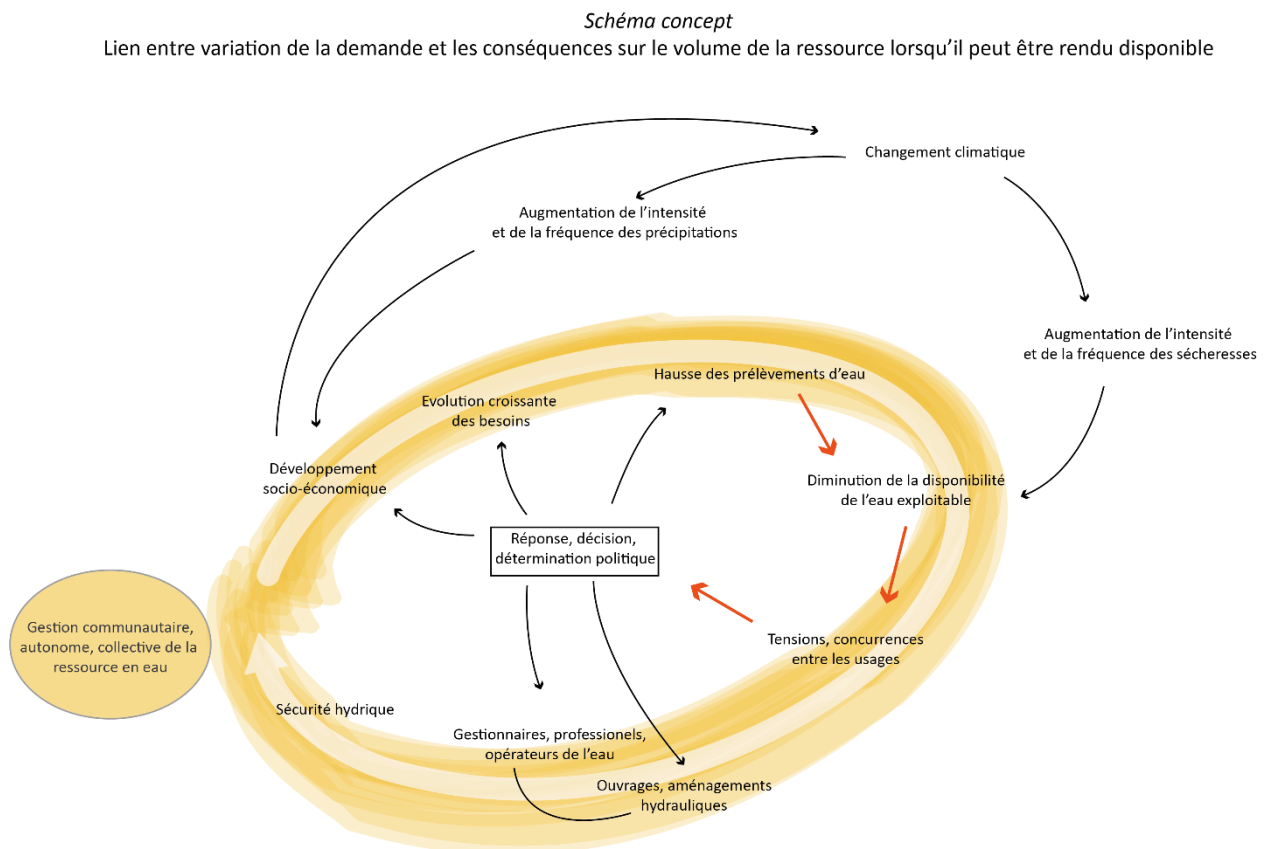 Schéma concept
Lien entre variation de la demande et les conséquences sur le volume de la ressource lorsqu'il peut être rendu disponible
Changement climatique
Augmentation de l'intensité
et de la fréquence des précipitations
Augmentation de l'intensité
et de la fréquence des sécheresses
Hausse des prélèvements d'eau
Evolution croissante
des besoins
Développement
socio-économique
Diminution de la disponibilité
de l'eau exploitable
Réponse, décision,
détermination politique
Gestion communautaire,
autonome, collective de la
ressource en eau
Tensions, concurrences
entre les usages
Sécurité hydrique
Gestionnaires, professionels,
opérateurs de l'eau
Ouvrages, aménagements
hydrauliques